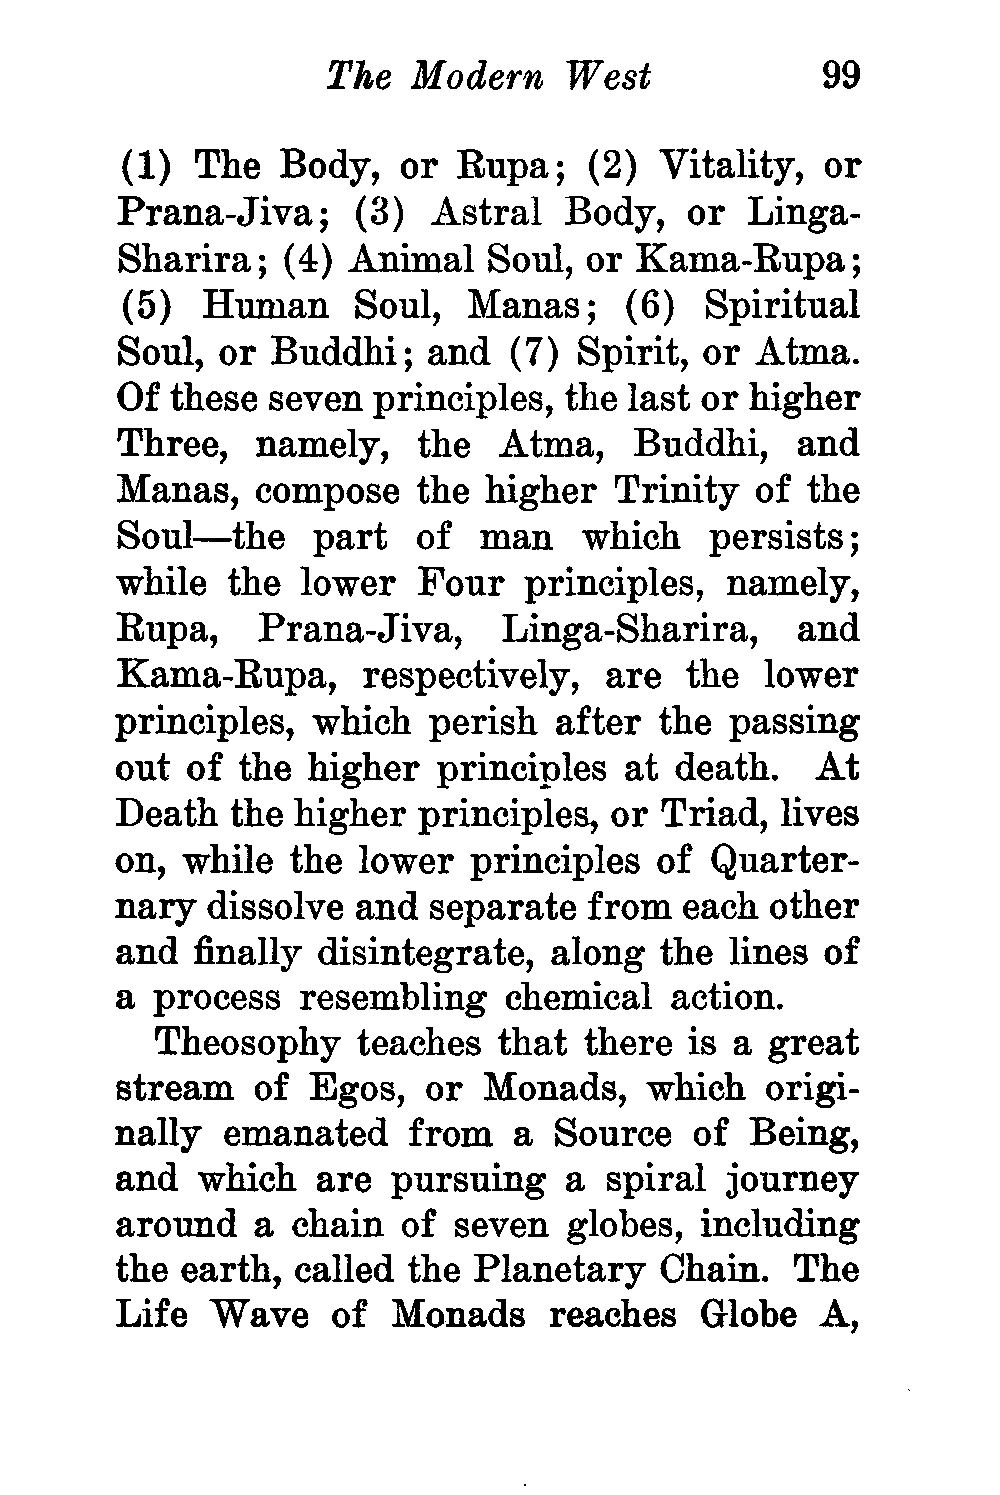 The Modern West 99
(1) The Body, or Rupa; (2) Vitality, or
Prana-Jiva; (3) Astral Body, or Linga-
Sharira; (4) Animal Soul, or Kama-Rupa;
(5) Human Soul, Manas; (6) Spiritual
Soul, or Buddhi; and (7) Spirit, or Atma.
Of these seven principles, the last or higher
Three, namely, the Atma, Buddhi, and
Manas, compose the higher Trinity of the
Soul—the part of man which persists;
while the lower Four principles, namely,
Rupa, Prana-Jiva, Linga-Sharira, and
Kama-Rupa, respectively, are the lower
principles, which perish after the passing
out of the higher principles at death. At
Death the higher principles, or Triad, lives
on, while the lower principles of Quarter-
nary dissolve and separate from each other
and finally disintegrate, along the lines of
a process resembling chemical action.
Theosophy teaches that there is a great
stream of Egos, or Monads, which origi-
nally emanated from a Source of Being,
and which are pursuing a spiral journey
around a chain of seven globes, including
the earth, called the Planetary Chain. The
Life Wave of Monads reaches Globe A,